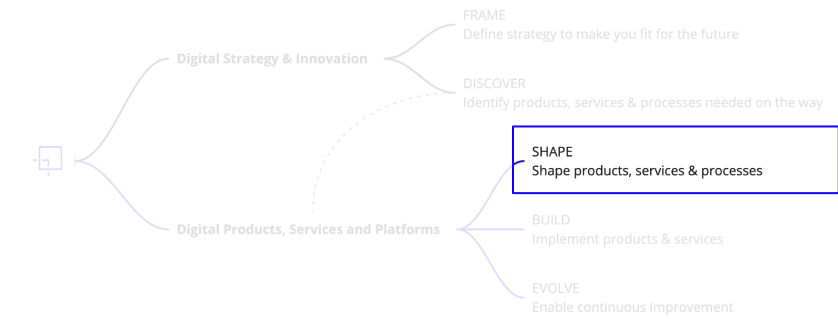 FRAME
Define strategy to make you fit for the future
Digital Strategy & Innovation
DISCOVER
Identify products, services & processes needed on the way
SHAPE
Shape products, services & processes
Digital Products, Services and Platforms
BUILD
Implement products & services
EVOLVE
Enable continuous improvement